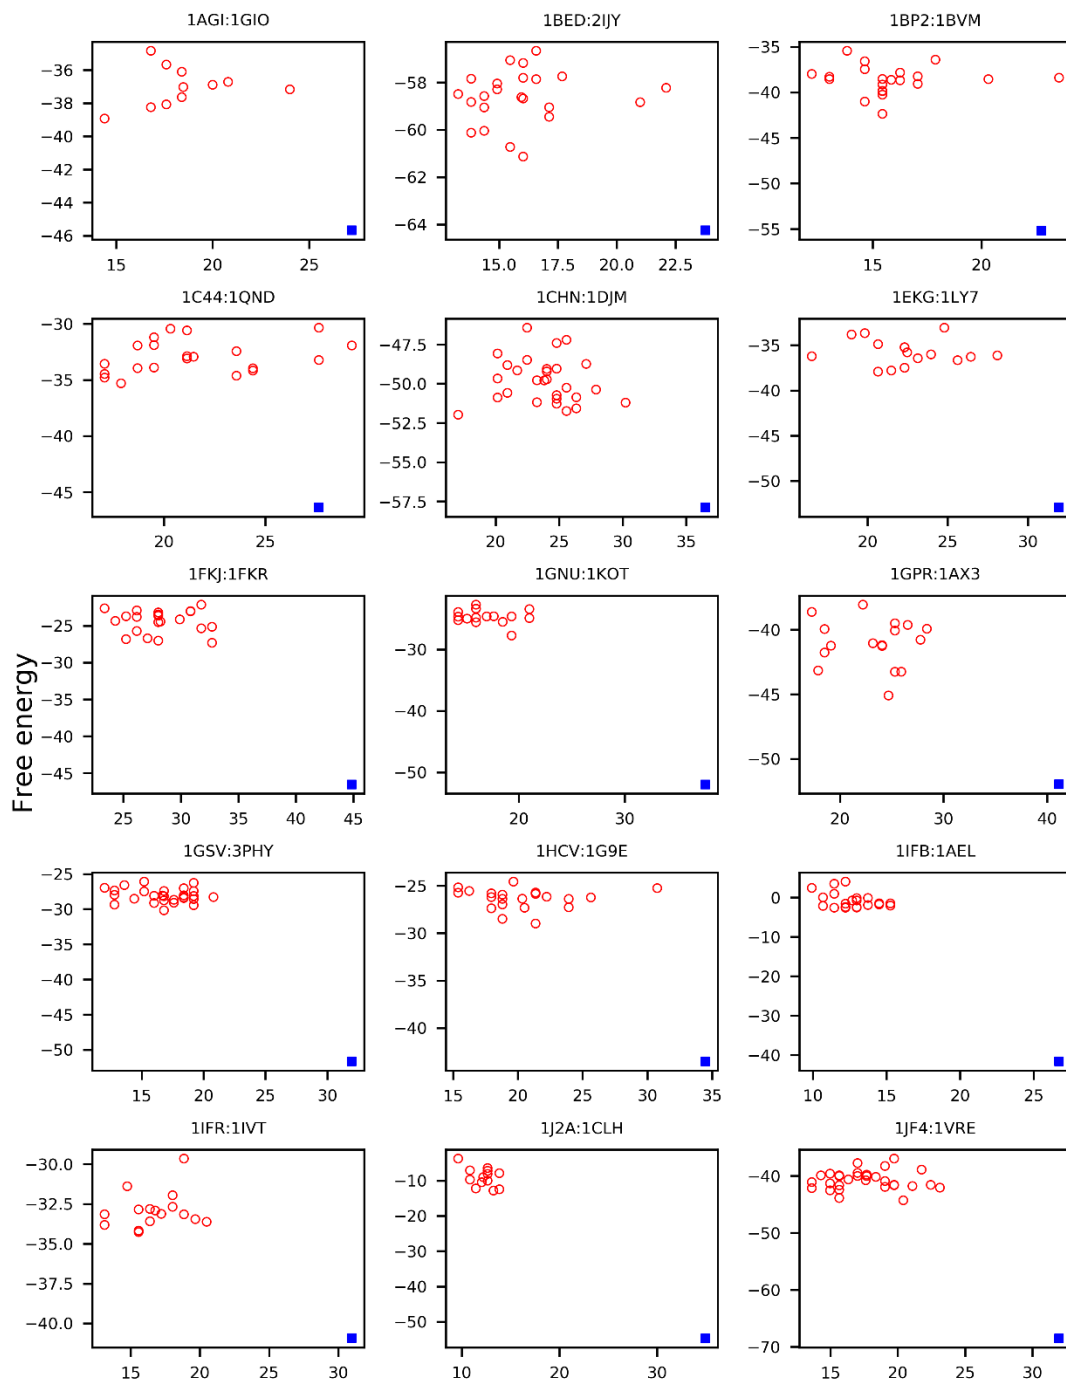 1AGI:1GIO 1BED:2IJY 1BP2:1BVM
−36 −38 −40 −42 −44 −46
15 20 25
−58 −60 −62 −64
15.0 17.5 20.0 22.5
−35 −40 −45 −50 −55
15 20
1C44:1QND 1CHN:1DJM 1EKG:1LY7
−30 −35 −40 −45
20 25
−47.5 −50.0 −52.5 −55.0 −57.5
20 25 30 35
−35 −40 −45 −50
20 25 30
1FKJ:1FKR 1GNU:1KOT 1GPR:1AX3
Free energy
−25 −30 −35 −40 −45
25 30 35 40 45
−30 −40 −50
20 30
−40 −45 −50
20 30 40
1GSV:3PHY 1HCV:1G9E 1IFB:1AEL
−25 −30 −35 −40 −45 −50
15 20 25 30
−25 −30 −35 −40
15 20 25 30 35
0 −10 −20 −30 −40
10 15 20 25
1IFR:1IVT 1J2A:1CLH 1JF4:1VRE
−30.0 −32.5 −35.0 −37.5 −40.0
15 20 25 30
−10 −20 −30 −40 −50
10 20 30
−40 −50 −60 −70
15 20 25 30